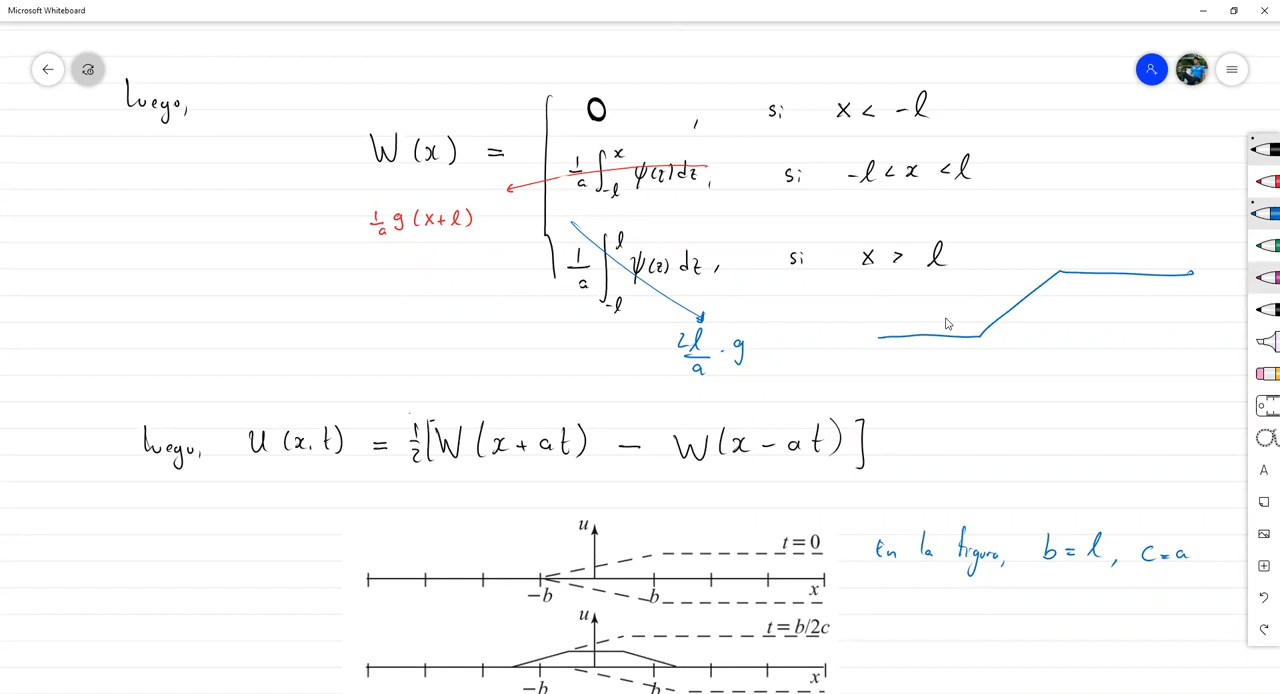 Microsoft Whiteboard
luego,
W(x) =
0 , si x < -l
1/a ∫_{-l}^{x} ψ(z)dz, si -l < x < l
1/a g(x+l)
1/a ∫_{-l}^{l} ψ(z) dz, si x > l
2l/a · g
luego, u(x,t) = 1/2[W(x+at) - W(x-at)]
u
t=0
En la figura, b=l, c=a
-b b x
u
t=b/2c
-b b x
A